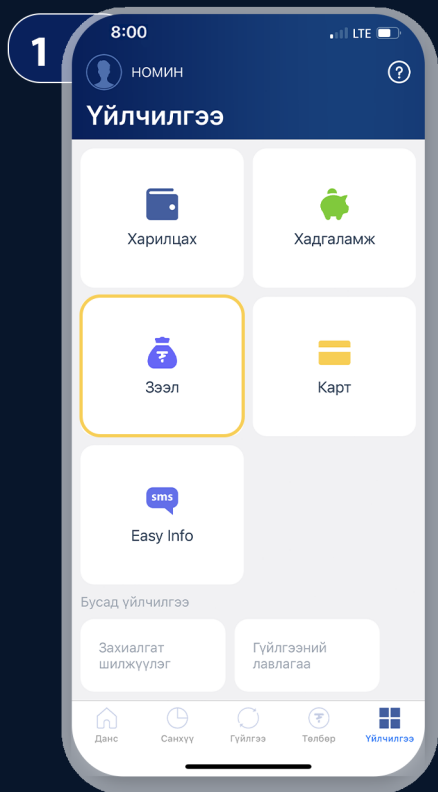 1
8:00
LTE
НОМИН
?
Үйлчилгээ
Харилцах
Хадгаламж
₮
Зээл
Карт
sms
Easy Info
Бусад үйлчилгээ
Захиалгат
шилжүүлэг
Гүйлгээний
лавлагаа
₮
Данс
Санхүү
Гүйлгээ
Төлбөр
Үйлчилгээ